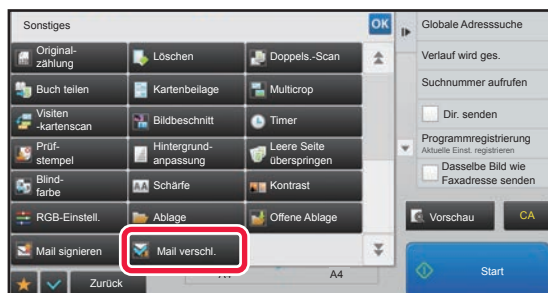 Sonstiges
OK
Original-
zählung
Löschen
Doppels.-Scan
Buch teilen
Kartenbeilage
Multicrop
Visiten
-kartenscan
Bildbeschnitt
Timer
Prüf-
stempel
Hintergrund-
anpassung
Leere Seite
überspringen
Blind-
farbe
AA Schärfe
Kontrast
RGB-Einstell.
Ablage
Offene Ablage
Mail signieren
Mail verschl.
Zurück
A4
Globale Adresssuche
Verlauf wird ges.
Suchnummer aufrufen
Dir. senden
Programmregistrierung
Aktuelle Einst. registrieren
Dasselbe Bild wie
Faxadresse senden
Vorschau
CA
Start